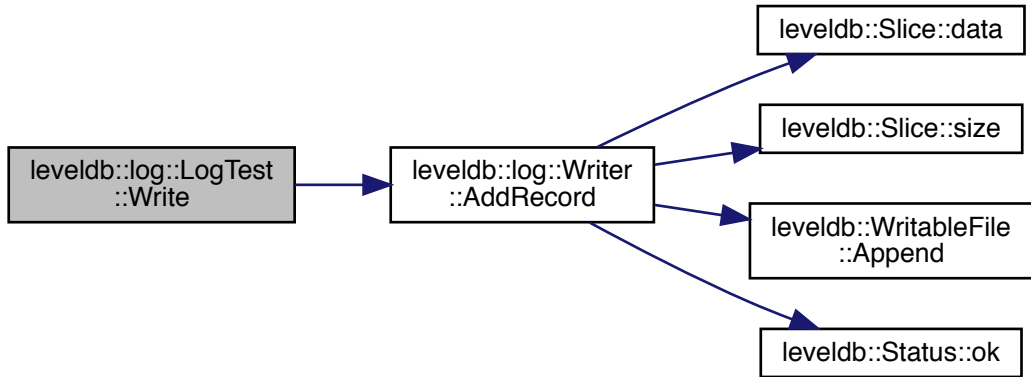 leveldb::log::LogTest
::Write
leveldb::log::Writer
::AddRecord
leveldb::Slice::data
leveldb::Slice::size
leveldb::WritableFile
::Append
leveldb::Status::ok